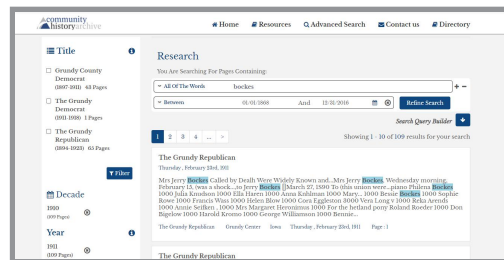 community
historyarchive
Home
Resources
Advanced Search
Contact us
Directory
Title
Grundy County
Democrat
(1897-1911) 43 Pages
The Grundy
Democrat
(1911-1918) 1 Pages
The Grundy
Republican
(1894-1923) 65 Pages
Filter
Decade
1910
(109 Pages)
Year
1911
(109 Pages)
Research
You Are Searching For Pages Containing:
All Of The Words bockes
Between 01/01/1868 And 12/31/2016 Refine Search
Search Query Builder
1 2 3 4 ... > Showing 1 - 10 of 109 results for your search
The Grundy Republican
Thursday, February 23rd, 1911
Mrs Jerry Bockes Called by Dealh Were Widely Known and...Mrs Jerry Bockes. Wednesday morning.
February 15, (was a shock...to Jerry Bockes []March 27, 1890 To (this union were...piano Philena Bockes
1000 Julia Knudson 1000 Ella Haren 1000 Anna Kohlman 1000 Mary... 1000 Bessie Bockes 1000 Sophie
Rowe 1000 Francis Wass 1000 Helen Blow 1000 Cora Eggleston 3000 Vera Long v 1000 Reka Arends
1000 Annie Seifken . 1000 Mrs Margaret Heronimus 1000 For the hetland pony Roland Roeder 1000 Don
Bigelow 1000 Harold Kromo 1000 George Williamson 1000 Bennie...
The Grundy Republican Grundy Center Iowa Thursday , February 23rd, 1911 Page : 1
The Grundy Republican